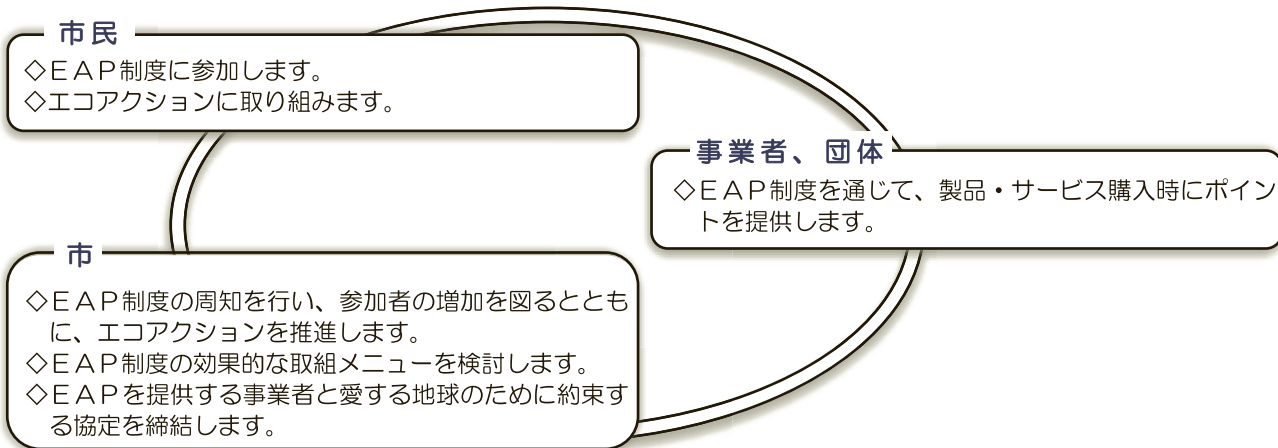 市民
◇ＥＡＰ制度に参加します。
◇エコアクションに取り組みます。
事業者、団体
◇ＥＡＰ制度を通じて、製品・サービス購入時にポイン
トを提供します。
市
◇ＥＡＰ制度の周知を行い、参加者の増加を図るととも
に、エコアクションを推進します。
◇ＥＡＰ制度の効果的な取組メニューを検討します。
◇ＥＡＰを提供する事業者と愛する地球のために約束す
る協定を締結します。